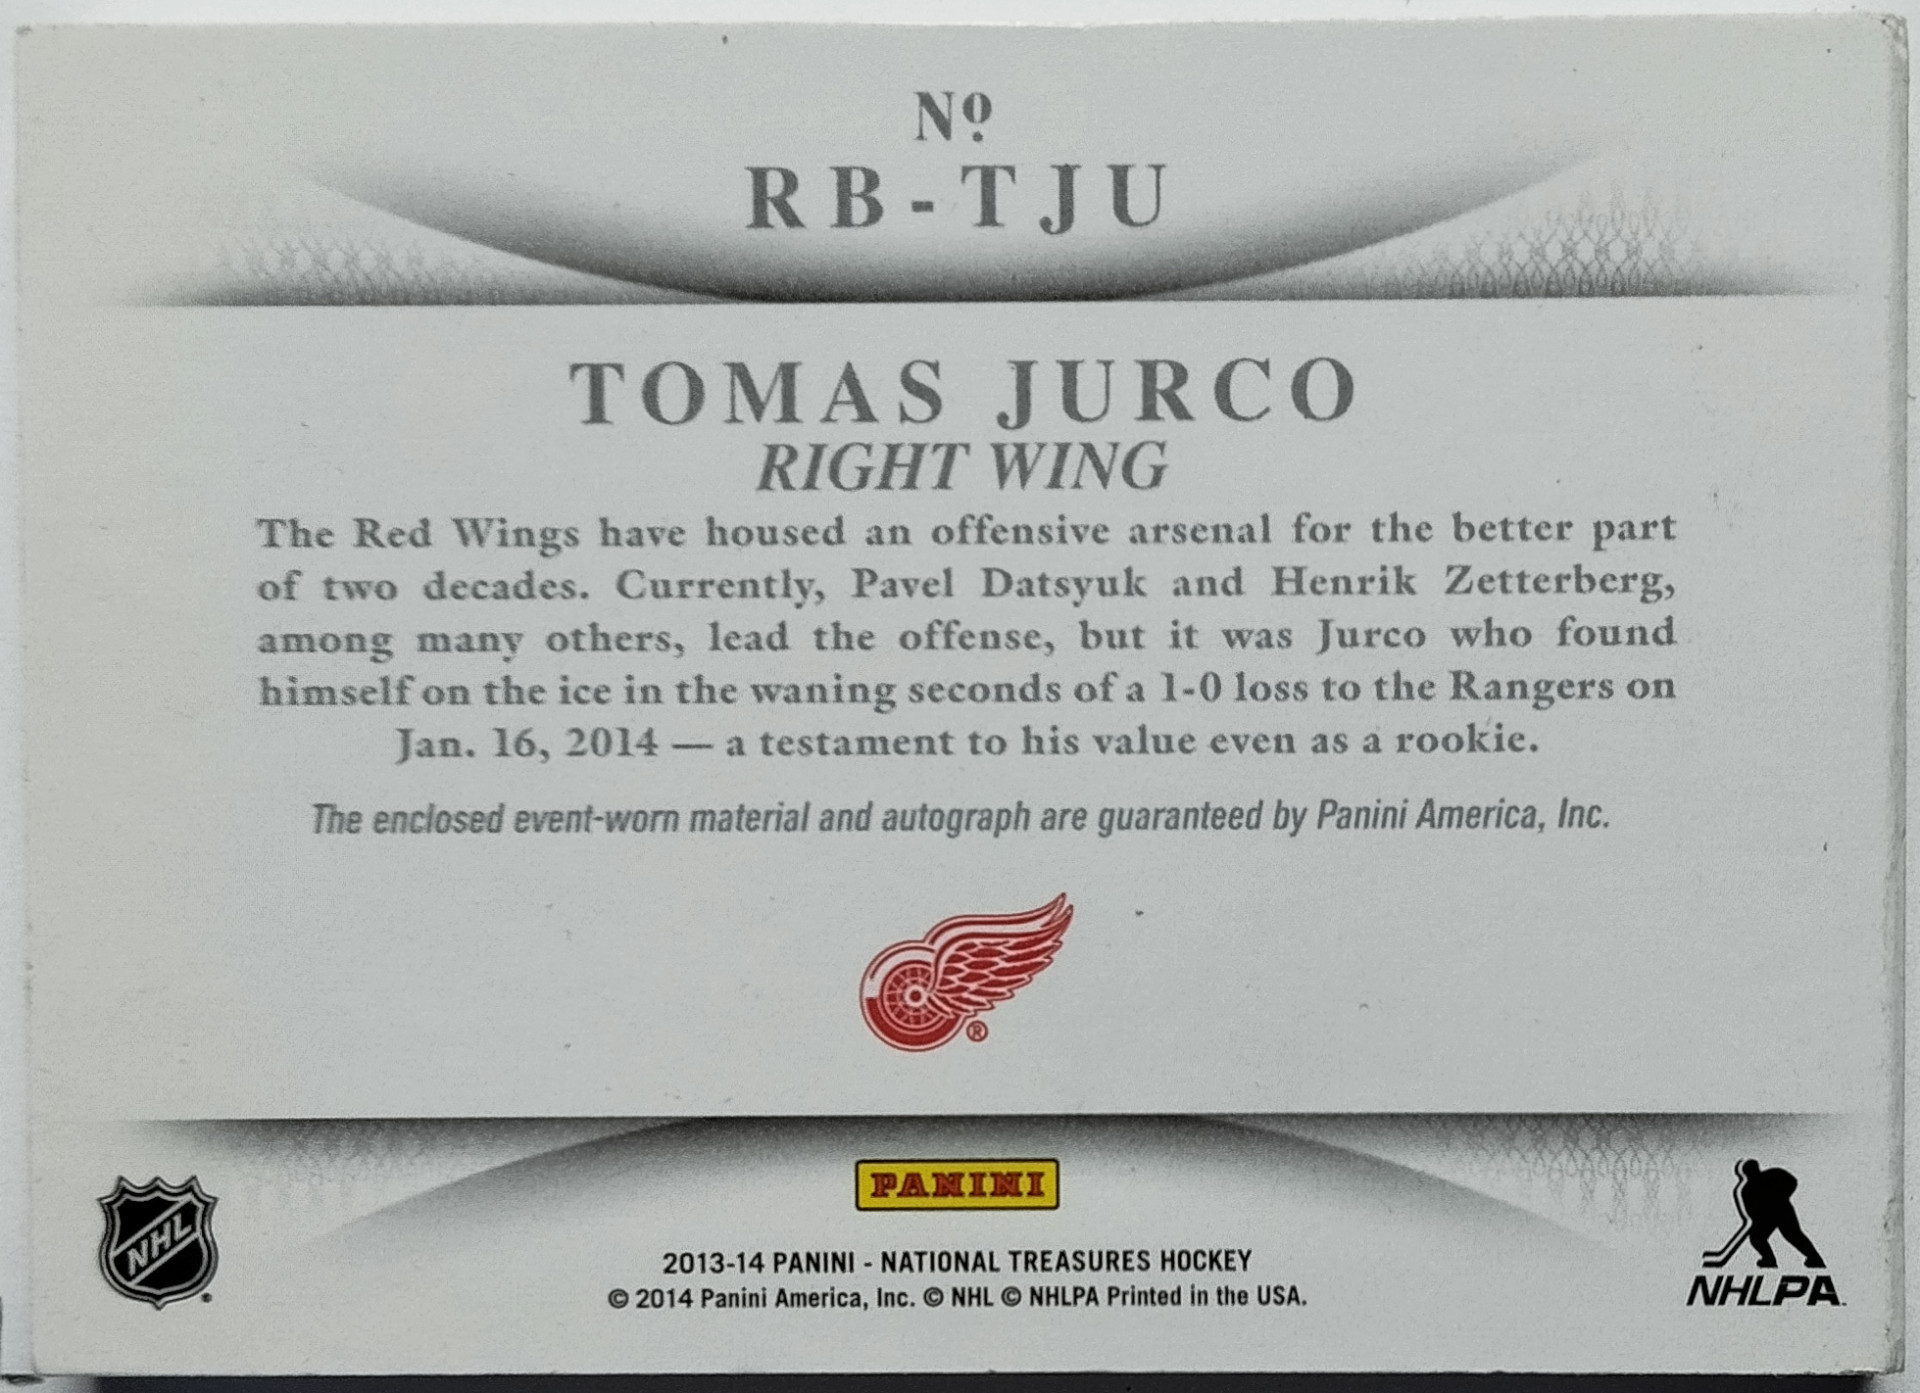 Nº
RB-TJU
TOMAS JURCO
RIGHT WING
The Red Wings have housed an offensive arsenal for the better part
of two decades. Currently, Pavel Datsyuk and Henrik Zetterberg,
among many others, lead the offense, but it was Jurco who found
himself on the ice in the waning seconds of a 1-0 loss to the Rangers on
Jan. 16, 2014 — a testament to his value even as a rookie.
The enclosed event-worn material and autograph are guaranteed by Panini America, Inc.
®
PANINI
NHL
2013-14 PANINI - NATIONAL TREASURES HOCKEY
© 2014 Panini America, Inc. © NHL © NHLPA Printed in the USA.
NHLPA